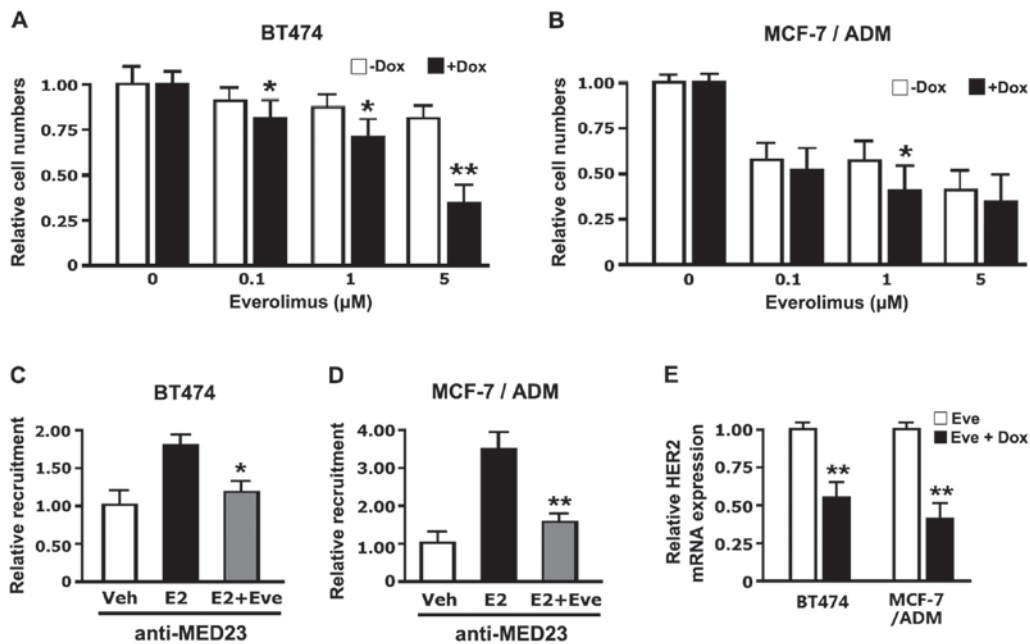 A
BT474
Relative cell numbers
-Dox +Dox
1.00
0.75
0.50
0.25
0
* * **
0 0.1 1 5
Everolimus (µM)
B
MCF-7 / ADM
Relative cell numbers
-Dox +Dox
1.00
0.75
0.50
0.25
0
*
0 0.1 1 5
Everolimus (µM)
C
BT474
Relative recruitment
2.00
1.50
1.00
0.50
0
*
Veh E2 E2+Eve
anti-MED23
D
MCF-7 / ADM
Relative recruitment
4.00
3.00
2.00
1.00
0
**
Veh E2 E2+Eve
anti-MED23
E
Relative HER2
mRNA expression
Eve
Eve + Dox
1.00
0.75
0.50
0.25
0
** **
BT474 MCF-7
/ADM